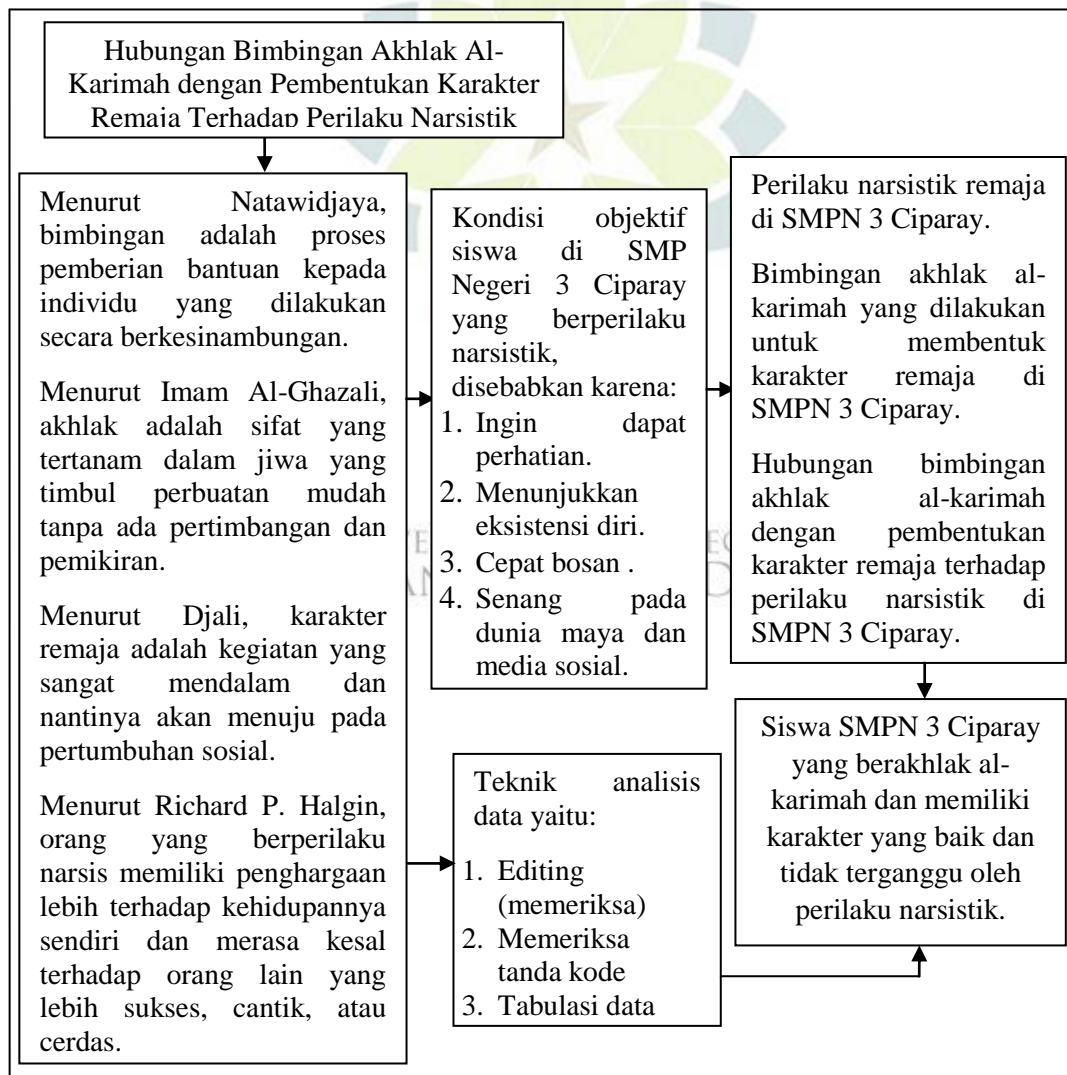 Hubungan Bimbingan Akhlak Al-
Karimah dengan Pembentukan Karakter
Remaja Terhadap Perilaku Narsistik
Menurut Natawidjaya,
bimbingan adalah proses
pemberian bantuan kepada
individu yang dilakukan
secara berkesinambungan.
Menurut Imam Al-Ghazali,
akhlak adalah sifat yang
tertanam dalam jiwa yang
timbul perbuatan mudah
tanpa ada pertimbangan dan
pemikiran.
Menurut Djali, karakter
remaja adalah kegiatan yang
sangat mendalam dan
nantinya akan menuju pada
pertumbuhan sosial.
Menurut Richard P. Halgin,
orang yang berperilaku
narsis memiliki penghargaan
lebih terhadap kehidupannya
sendiri dan merasa kesal
terhadap orang lain yang
lebih sukses, cantik, atau
cerdas.
Kondisi objektif
siswa di SMP
Negeri 3 Ciparay
yang berperilaku
narsistik,
disebabkan karena:
1. Ingin dapat
perhatian.
2. Menunjukkan
eksistensi diri.
3. Cepat bosan .
4. Senang pada
dunia maya dan
media sosial.
Teknik analisis
data yaitu:
1. Editing
(memeriksa)
2. Memeriksa
tanda kode
3. Tabulasi data
Perilaku narsistik remaja
di SMPN 3 Ciparay.
Bimbingan akhlak al-
karimah yang dilakukan
untuk membentuk
karakter remaja di
SMPN 3 Ciparay.
Hubungan bimbingan
akhlak al-karimah
dengan pembentukan
karakter remaja terhadap
perilaku narsistik di
SMPN 3 Ciparay.
Siswa SMPN 3 Ciparay
yang berakhlak al-
karimah dan memiliki
karakter yang baik dan
tidak terganggu oleh
perilaku narsistik.